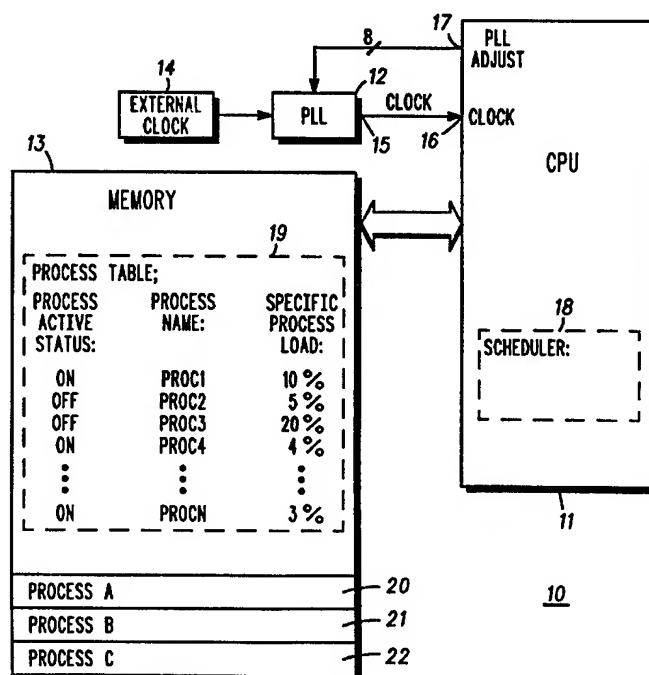 8
17
PLL
ADJUST
14
12
EXTERNAL
CLOCK
PLL
CLOCK
15
16
CLOCK
CPU
13
MEMORY
19
PROCESS TABLE;
PROCESS
ACTIVE
STATUS:
PROCESS
NAME:
SPECIFIC
PROCESS
LOAD:
ON PROC1 10%
OFF PROC2 5%
OFF PROC3 20%
ON PROC4 4%
ON PROCN 3%
18
SCHEDULER:
11
10
PROCESS A 20
PROCESS B 21
PROCESS C 22